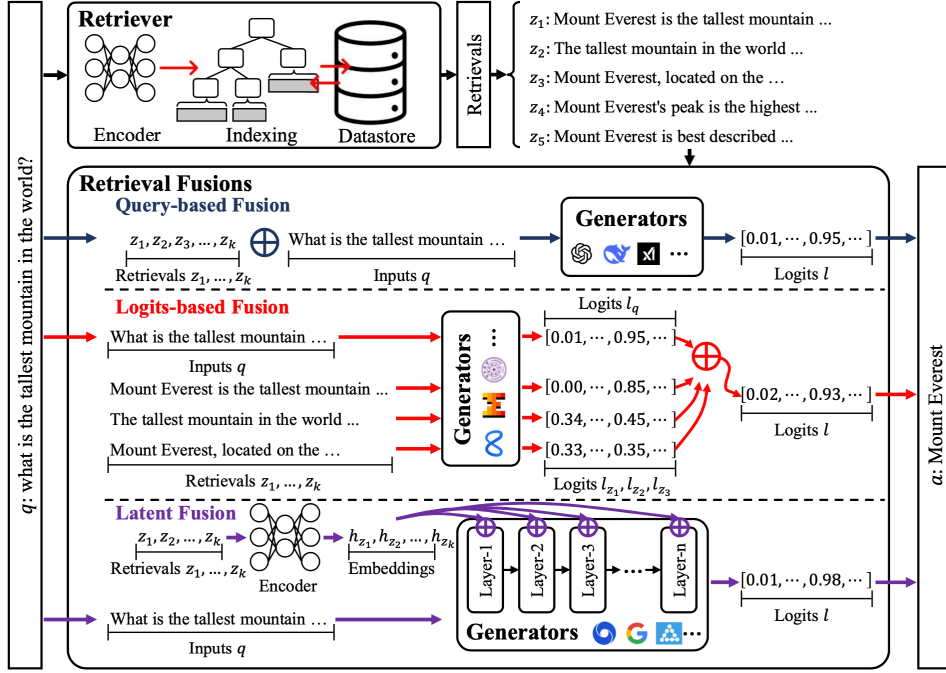 q: what is the tallest mountain in the world?
Retriever
Encoder
Indexing
Datastore
Retrievals
z₁: Mount Everest is the tallest mountain ...
z₂: The tallest mountain in the world ...
z₃: Mount Everest, located on the ...
z₄: Mount Everest's peak is the highest ...
z₅: Mount Everest is best described ...
Retrieval Fusions
Query-based Fusion
z₁, z₂, z₃, ..., zₖ
Retrievals z₁, ..., zₖ
What is the tallest mountain ...
Inputs q
Generators
...
[0.01, ⋯, 0.95, ⋯ ]
Logits l
Logits-based Fusion
What is the tallest mountain ...
Inputs q
Mount Everest is the tallest mountain ...
The tallest mountain in the world ...
Mount Everest, located on the ...
Retrievals z₁, ..., zₖ
Generators
...
Logits l_q
[0.01, ⋯, 0.95, ⋯ ]
[0.00, ⋯, 0.85, ⋯ ]
[0.34, ⋯, 0.45, ⋯ ]
[0.33, ⋯, 0.35, ⋯ ]
Logits l_z₁, l_z₂, l_z₃
[0.02, ⋯, 0.93, ⋯ ]
Logits l
Latent Fusion
z₁, z₂, ..., zₖ
Retrievals z₁, ..., zₖ
Encoder
h_z₁, h_z₂, ..., h_zₖ
Embeddings
What is the tallest mountain ...
Inputs q
Layer-1
Layer-2
Layer-3
...
Layer-n
Generators
...
[0.01, ⋯, 0.98, ⋯ ]
Logits l
a: Mount Everest